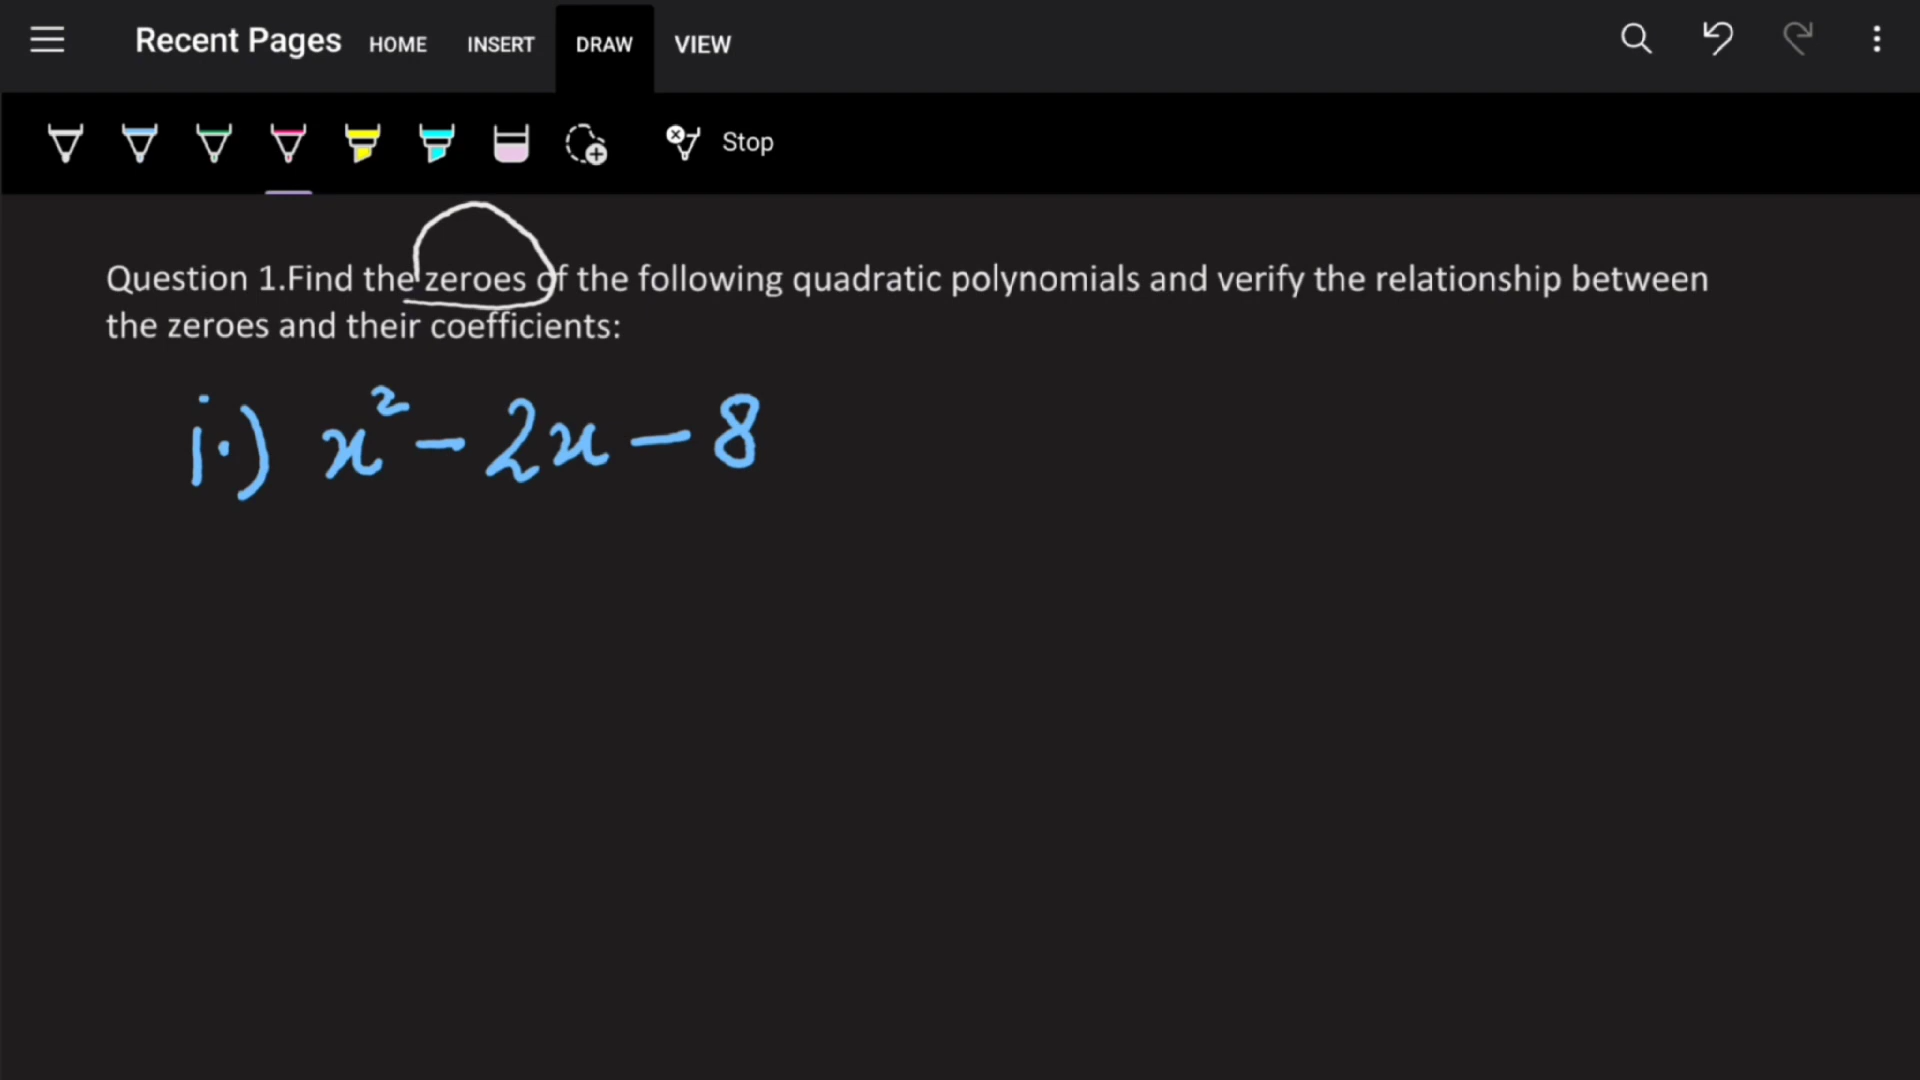 Recent Pages HOME INSERT DRAW VIEW
Stop
Question 1.Find the zeroes of the following quadratic polynomials and verify the relationship between
the zeroes and their coefficients:
i.) x² - 2x - 8